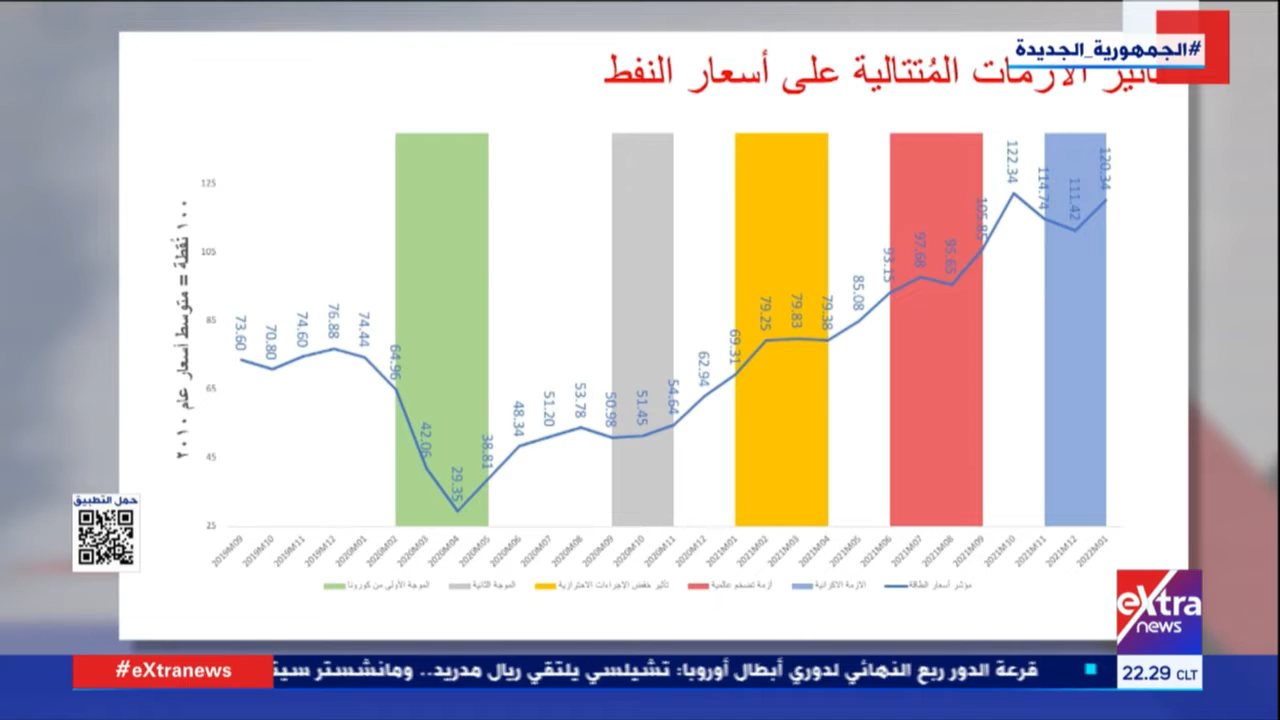 #الجمهورية_الجديدة
تأثير الأزمات المُتتالية على أسعار النفط
١٠٠ نقطة = متوسط أسعار عام ٢٠١٠
125
105
85
65
45
25
73.60
70.80
74.60
76.88
74.44
64.96
42.06
29.35
38.81
48.34
51.20
53.78
50.98
51.45
54.64
62.94
69.31
79.25
79.83
79.38
85.08
93.15
97.68
95.65
105.85
122.34
114.74
111.42
120.34
2019M09
2019M10
2019M11
2019M12
2020M01
2020M02
2020M03
2020M04
2020M05
2020M06
2020M07
2020M08
2020M09
2020M10
2020M11
2020M12
2021M01
2021M02
2021M03
2021M04
2021M05
2021M06
2021M07
2021M08
2021M09
2021M10
2021M11
2021M12
2022M01
الموجة الأولى من كورونا
الموجة الثانية
تأثير خفض الإجراءات الاحترازية
أزمة تضخم عالمية
الازمة الاكرانية
مؤشر أسعار الطاقة
حمل التطبيق
eXtra
news
#eXtranews
قرعة الدور ربع النهائي لدوري أبطال أوروبا: تشيلسي يلتقي ريال مدريد.. ومانشستر سيتي
22.29 CLT